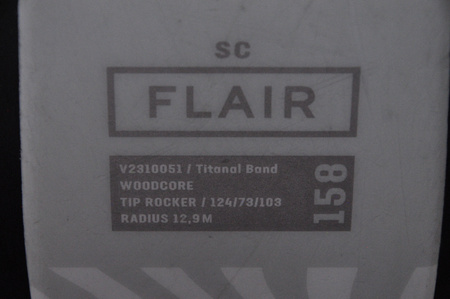 SC
FLAIR
V2310051 / Titanal Band
WOODCORE
TIP ROCKER / 124/73/103
RADIUS 12,9M
158